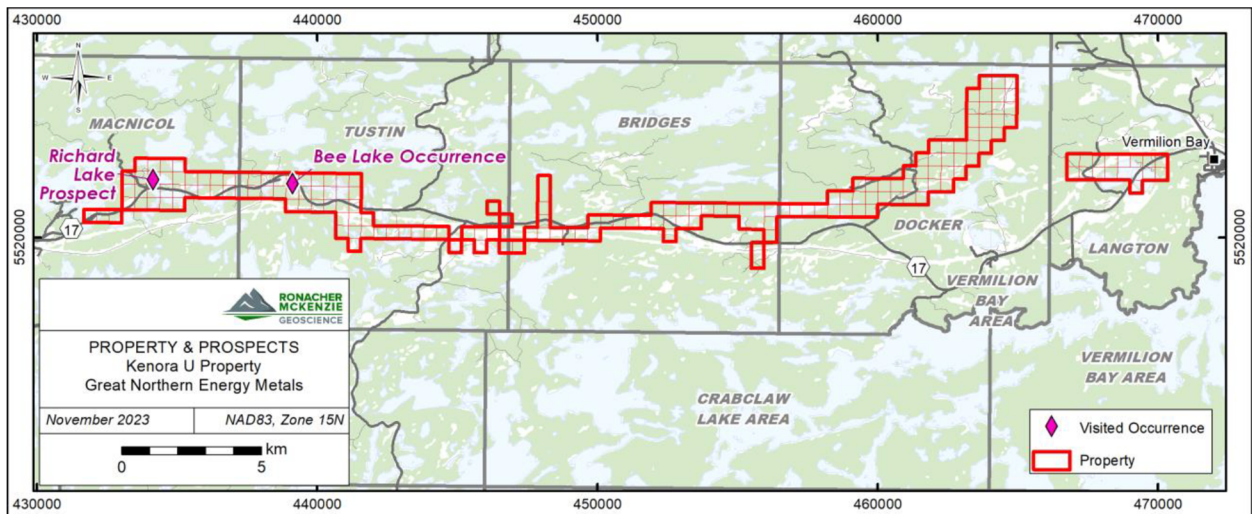 430000 440000 450000 460000 470000
N
W E
S
MACNICOL
TUSTIN
BRIDGES
Richard
Lake
Prospect
Bee Lake Occurrence
Vermilion Bay
17
5520000
DOCKER
LANGTON
5520000
17
VERMILION
BAY
AREA
RONACHER
MCKENZIE
GEOSCIENCE
PROPERTY & PROSPECTS
Kenora U Property
Great Northern Energy Metals
November 2023 NAD83, Zone 15N
km
0 5
CRABCLAW
LAKE AREA
VERMILION
BAY AREA
Visited Occurrence
Property
430000 440000 450000 460000 470000